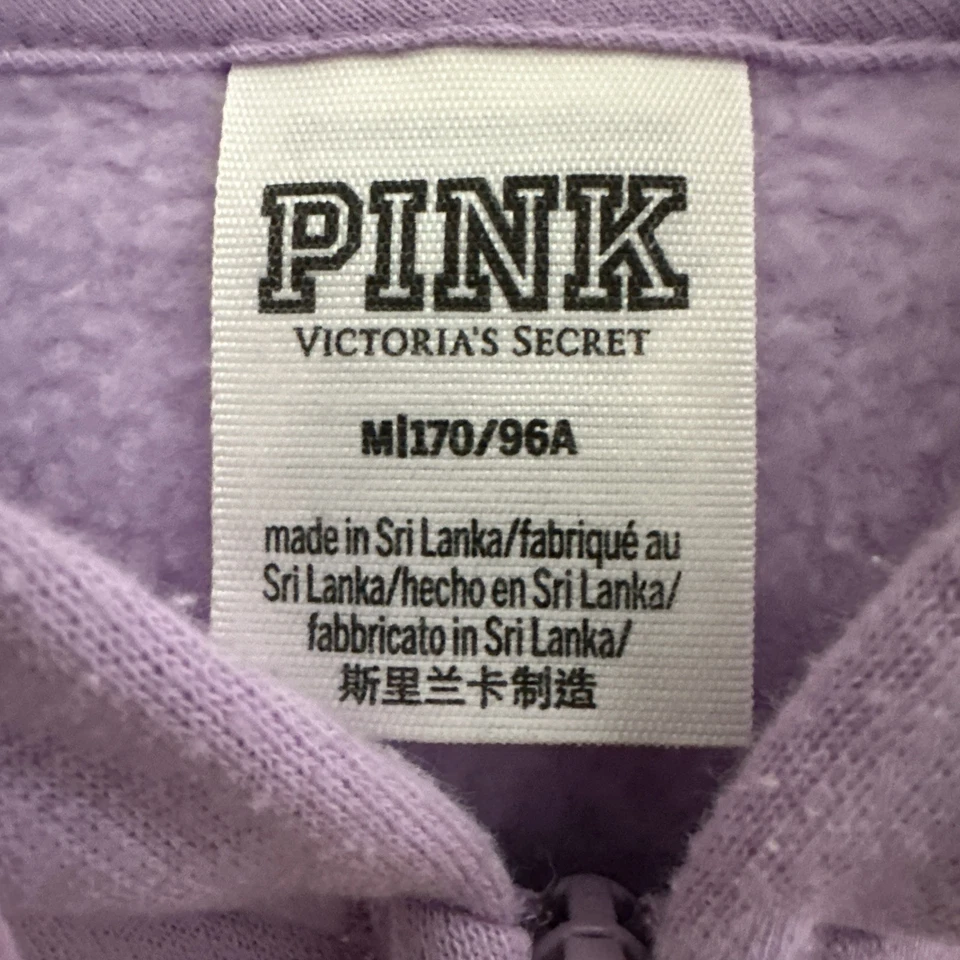 PINK
VICTORIA'S SECRET
M|170/96A
made in Sri Lanka/fabriqué au
Sri Lanka/hecho en Sri Lanka/
fabbricato in Sri Lanka/
斯里兰卡制造